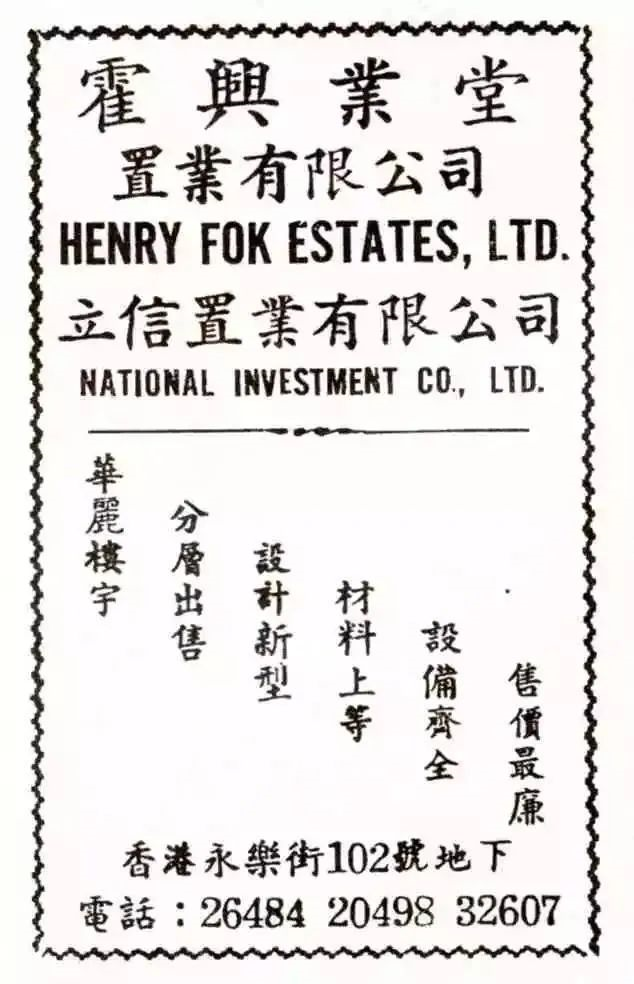 霍興業堂
置業有限公司
HENRY FOK ESTATES, LTD.
立信置業有限公司
NATIONAL INVESTMENT CO., LTD.
華麗樓宇
分層出售
設計新型
材料上等
設備齊全
售價最廉
香港永樂街102號地下
電話：26484 20498 32607